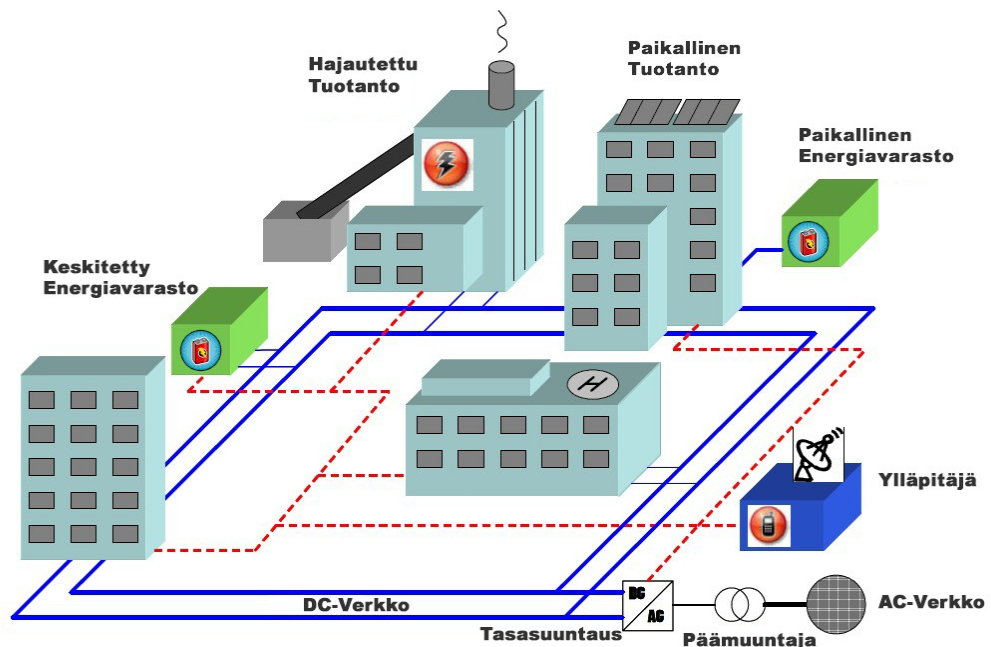 Hajautettu
Tuotanto
Paikallinen
Tuotanto
Paikallinen
Energiavarasto
Keskitetty
Energiavarasto
H
Ylläpitäjä
DC-Verkko
DC
AC
AC-Verkko
Tasasuuntaus
Päämuuntaja